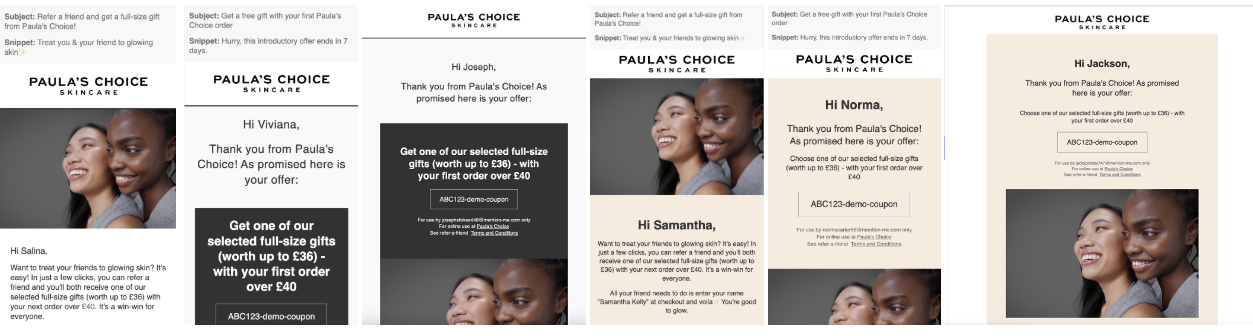 Subject: Refer a friend and get a full-size gift
from Paula's Choice!
Snippet: Treat you & your friend to glowing
skin✨
PAULA'S CHOICE
SKINCARE
Hi Salina,
Want to treat your friends to glowing skin? It's
easy! In just a few clicks, you can refer a
friend and you'll both receive one of our
selected full-size gifts (worth up to £36) with
your next order over £40. It's a win-win for
everyone.
Subject: Get a free gift with your first Paula's
Choice order
Snippet: Hurry, this introductory offer ends in 7
days.
PAULA'S CHOICE
SKINCARE
Hi Viviana,
Thank you from Paula's
Choice! As promised here is
your offer:
Get one of our
selected full-size gifts
(worth up to £36) -
with your first order
over £40
ABC123-demo-coupon
PAULA'S CHOICE
SKINCARE
Hi Joseph,
Thank you from Paula's Choice! As
promised here is your offer:
Get one of our selected full-size
gifts (worth up to £36) - with
your first order over £40
ABC123-demo-coupon
For use by josephstokes448@mention-me.com only
For online use at Paula's Choice
See refer-a-friend Terms and Conditions
Subject: Refer a friend and get a full-size gift from
Paula's Choice!
Snippet: Treat you & your friends to glowing skin✨
PAULA'S CHOICE
SKINCARE
Hi Samantha,
Want to treat your friends to glowing skin? It's easy! In
just a few clicks, you can refer a friend and you'll both
receive one of our selected full-size gifts (worth up to
£36) with your next order over £40. It's a win-win for
everyone.
All your friend needs to do is enter your name
"Samantha Kelly" at checkout and voila✨ You're good
to glow.
Subject: Get a free gift with your first Paula's Choice
order
Snippet: Hurry, this introductory offer ends in 7 days.
PAULA'S CHOICE
SKINCARE
Hi Norma,
Thank you from Paula's Choice!
As promised here is your offer:
Choose one of our selected full-size gifts
(worth up to £36) - with your first order over
£40
ABC123-demo-coupon
For online use at Paula's Choice
See refer-a-friend Terms and Conditions
PAULA'S CHOICE
SKINCARE
Hi Jackson,
Thank you from Paula's Choice! As promised
here is your offer:
Choose one of our selected full-size gifts (worth up to £36) - with
your first order over £40
ABC123-demo-coupon
For online use at Paula's Choice
See refer-a-friend Terms and Conditions